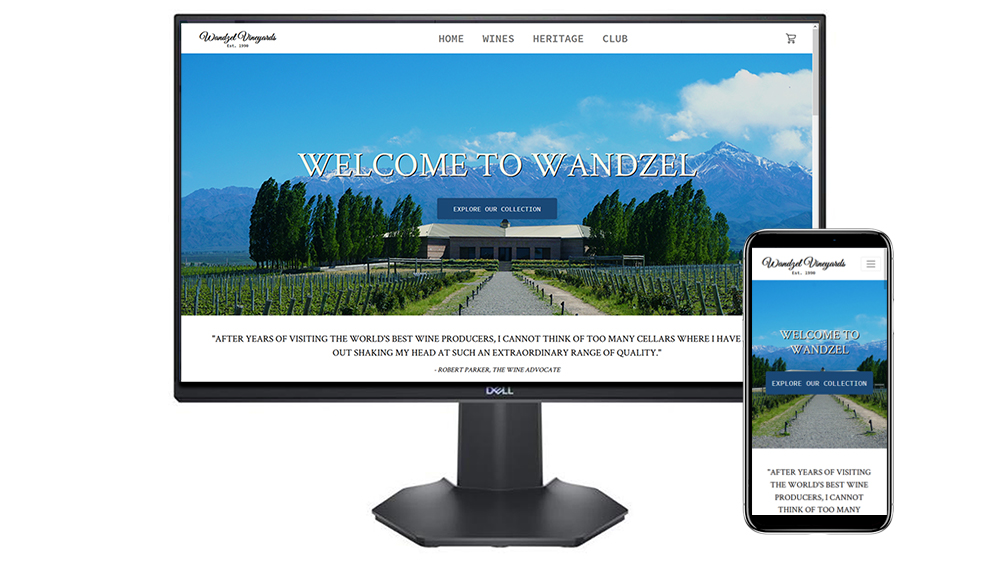 Wandzel Vineyards
Est. 1990
HOME WINES HERITAGE CLUB
WELCOME TO WANDZEL
EXPLORE OUR COLLECTION
"AFTER YEARS OF VISITING THE WORLD'S BEST WINE PRODUCERS, I CANNOT THINK OF TOO MANY CELLARS WHERE I HAVE
OUT SHAKING MY HEAD AT SUCH AN EXTRAORDINARY RANGE OF QUALITY."
- ROBERT PARKER, THE WINE ADVOCATE
DELL
Wandzel Vineyards
Est. 1990
WELCOME TO
WANDZEL
EXPLORE OUR COLLECTION
"AFTER YEARS OF VISITING
THE WORLD'S BEST WINE
PRODUCERS, I CANNOT
THINK OF TOO MANY